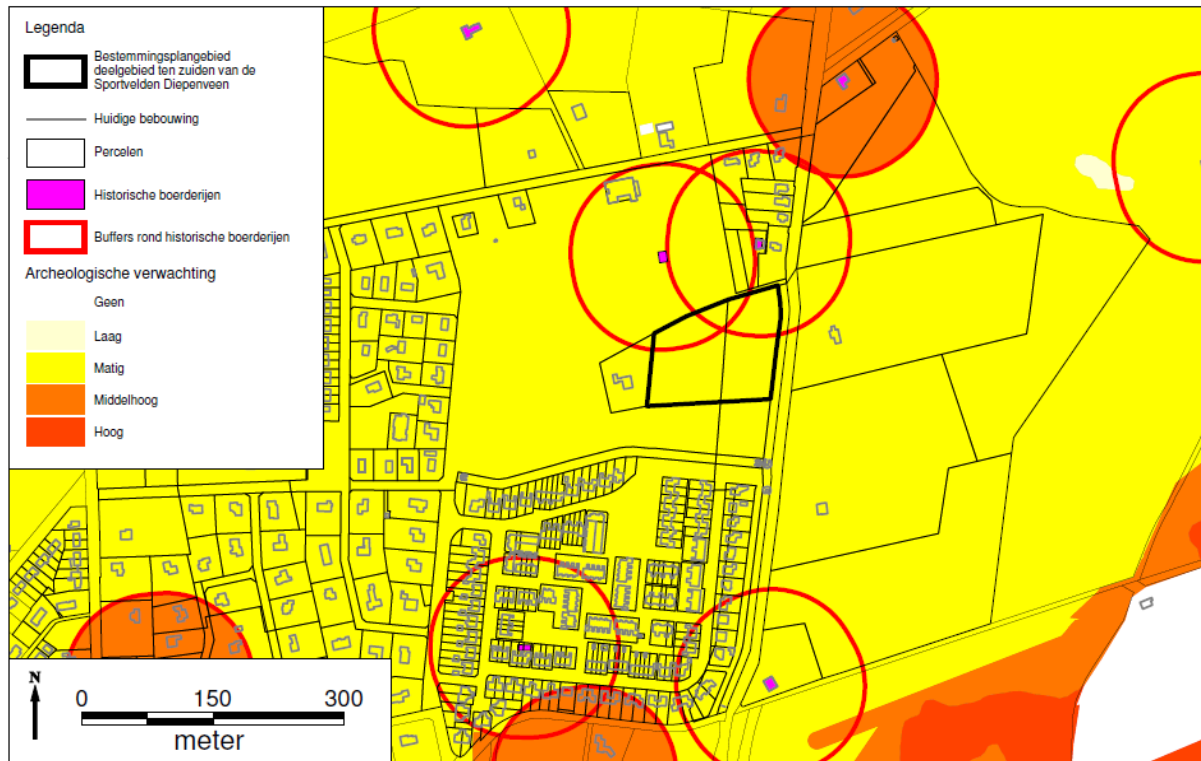 Legenda
Bestemmingsplangebied
deelgebied ten zuiden van de
Sportvelden Diepenveen
Huidige bebouwing
Percelen
Historische boerderijen
Buffers rond historische boerderijen
Archeologische verwachting
Geen
Laag
Matig
Middelhoog
Hoog
N
0 150 300
meter